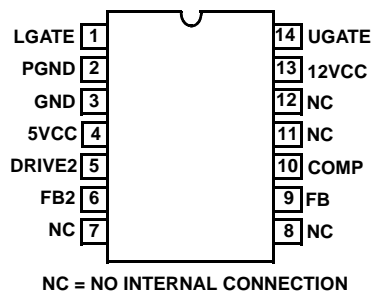 LGATE 1 14 UGATE
PGND 2 13 12VCC
GND 3 12 NC
5VCC 4 11 NC
DRIVE2 5 10 COMP
FB2 6 9 FB
NC 7 8 NC
NC = NO INTERNAL CONNECTION